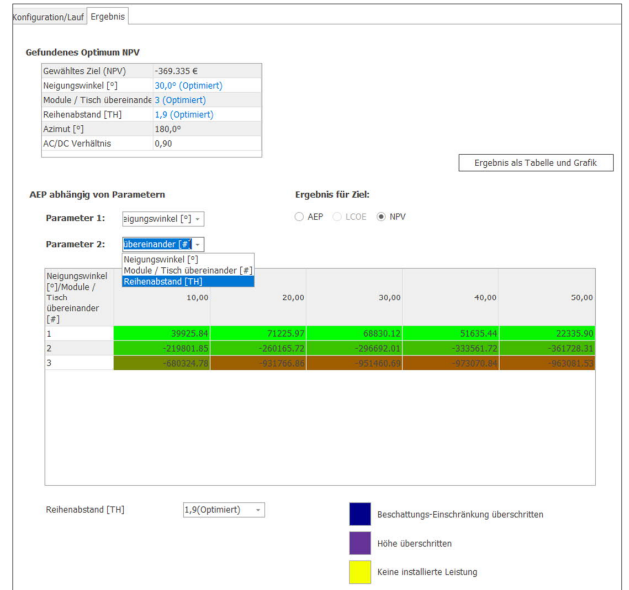 Konfiguration/Lauf Ergebnis
Gefundenes Optimum NPV
Gewähltes Ziel (NPV) -369.335 €
Neigungswinkel [°] 30,0° (Optimiert)
Module / Tisch übereinande 3 (Optimiert)
Reihenabstand [TH] 1,9 (Optimiert)
Azimut [°] 180,0°
AC/DC Verhältnis 0,90
Ergebnis als Tabelle und Grafik
AEP abhängig von Parametern Ergebnis für Ziel:
Parameter 1: eigungswinkel [°] AEP LCOE NPV
Parameter 2: übereinander [#]
Neigungswinkel [°]
Module / Tisch übereinander [#]
Reihenabstand [TH]
Neigungswinkel
[°]/Module /
Tisch 10,00 20,00 30,00 40,00 50,00
übereinander
[#]
1 39925.84 71225.97 68830.12 51635.44 22335.90
2 -219801.85 -260165.72 -296692.01 -333561.72 -361728.31
3 -680324.78 -931766.86 -951460.69 -973070.84 -963081.53
Reihenabstand [TH] 1,9(Optimiert)
Beschattungs-Einschränkung überschritten
Höhe überschritten
Keine installierte Leistung